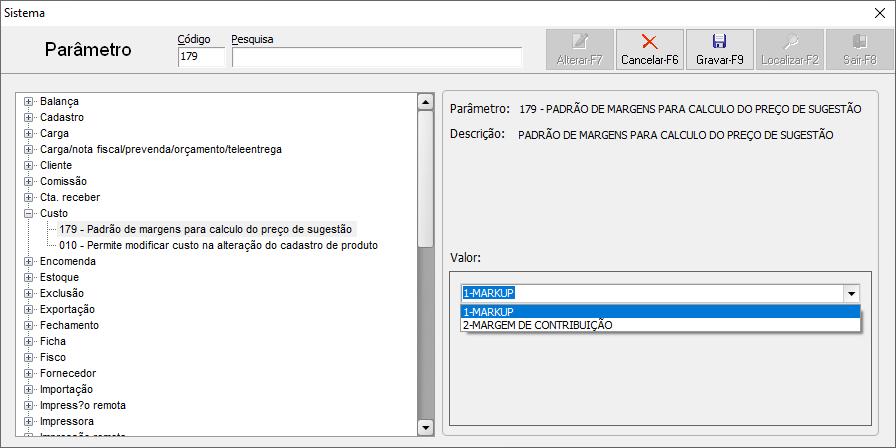 Sistema
Parâmetro
Código
Pesquisa
179
Alterar-F7
Cancelar-F6
Gravar-F9
Localizar-F2
Sair-F8
Balança
Cadastro
Carga
Carga/nota fiscal/prevenda/orçamento/teleentrega
Cliente
Comissão
Cta. receber
Custo
179 - Padrão de margens para calculo do preço de sugestão
010 - Permite modificar custo na alteração do cadastro de produto
Encomenda
Estoque
Exclusão
Exportação
Fechamento
Ficha
Fisco
Fornecedor
Importação
Impress?o remota
Impressora
Impressão remota
Parâmetro: 179 - PADRÃO DE MARGENS PARA CALCULO DO PREÇO DE SUGESTÃO
Descrição: PADRÃO DE MARGENS PARA CALCULO DO PREÇO DE SUGESTÃO
Valor:
1-MARKUP
1-MARKUP
2-MARGEM DE CONTRIBUIÇÃO